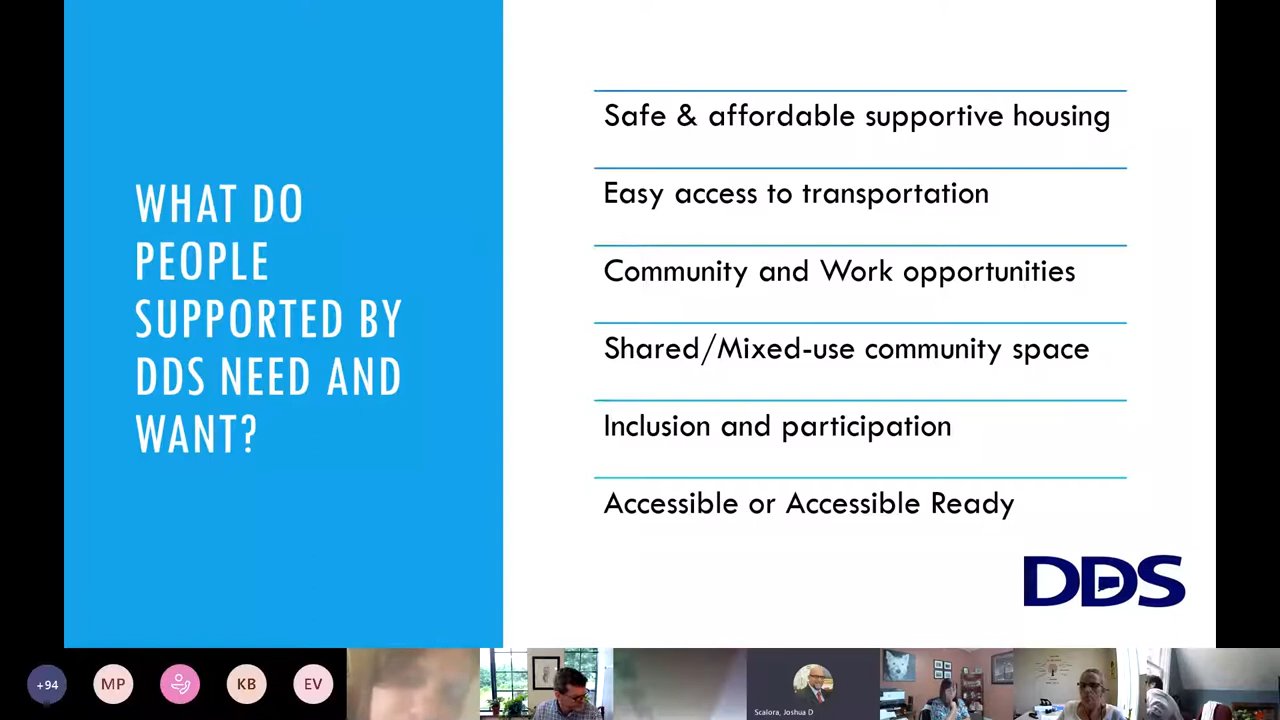 WHAT DO
PEOPLE
SUPPORTED BY
DDS NEED AND
WANT?
Safe & affordable supportive housing
Easy access to transportation
Community and Work opportunities
Shared/Mixed-use community space
Inclusion and participation
Accessible or Accessible Ready
DDS
+94
MP
KB
EV
Scalora, Joshua D